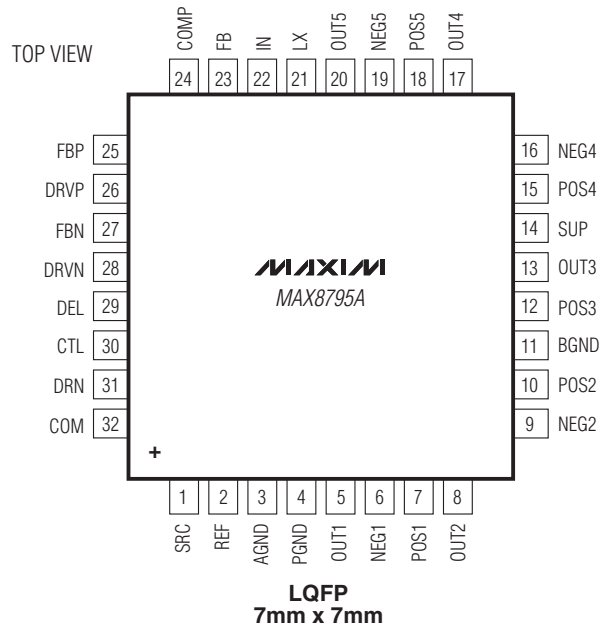 TOP VIEW
COMP FB IN LX OUT5 NEG5 POS5 OUT4
24 23 22 21 20 19 18 17
FBP 25
DRVP 26
FBN 27
DRVN 28
DEL 29
CTL 30
DRN 31
COM 32
MAXIM
MAX8795A
16 NEG4
15 POS4
14 SUP
13 OUT3
12 POS3
11 BGND
10 POS2
9 NEG2
+
1 2 3 4 5 6 7 8
SRC REF AGND PGND OUT1 NEG1 POS1 OUT2
LQFP
7mm x 7mm